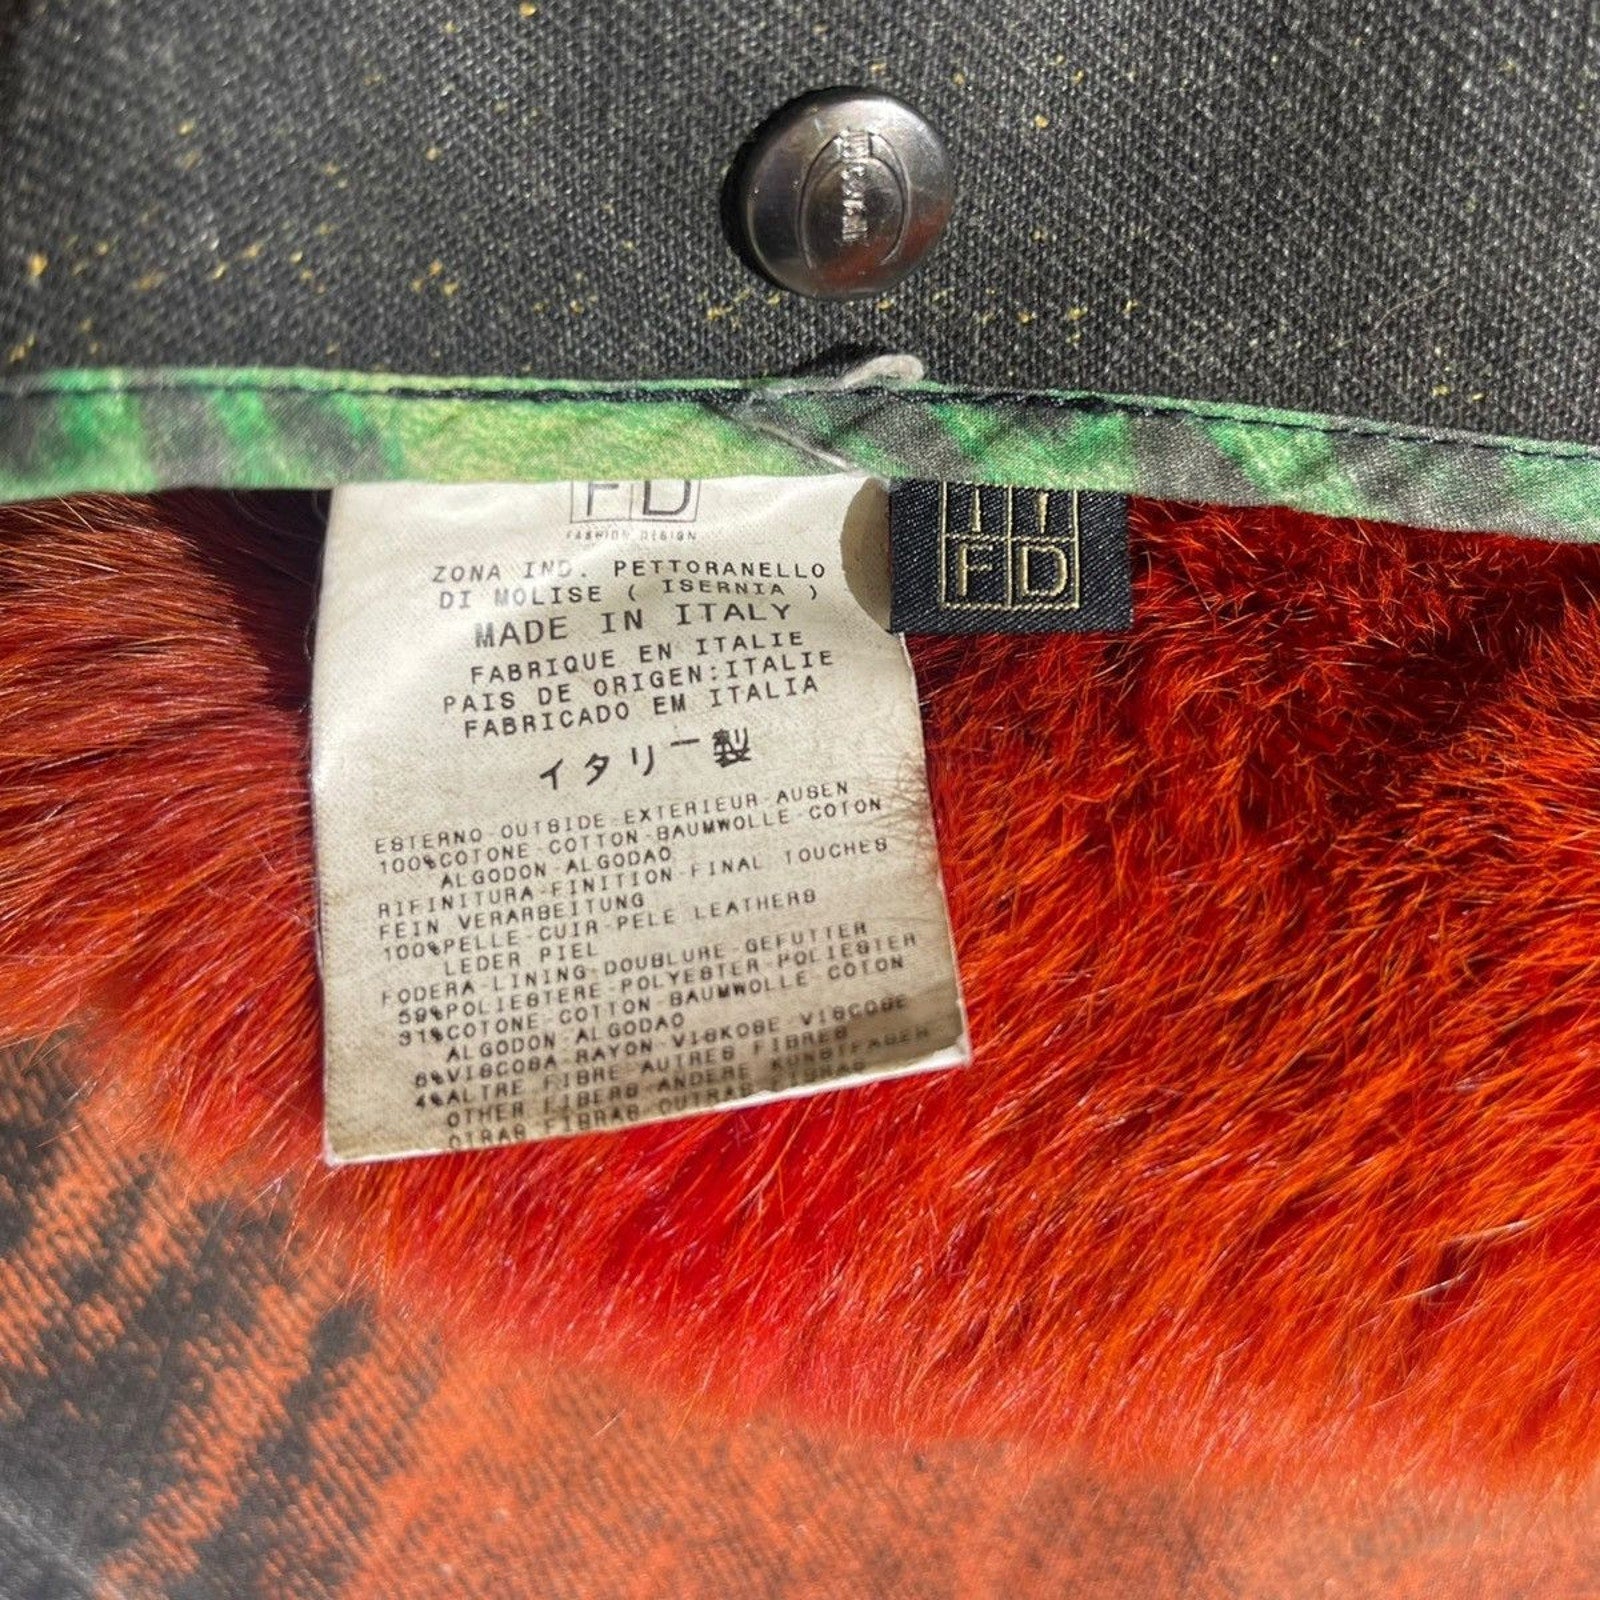 FD
FASHION DESIGN
ZONA IND. PETTORANELLO
DI MOLISE ( ISERNIA )
MADE IN ITALY
FABRIQUE EN ITALIE
PAIS DE ORIGEN:ITALIE
FABRICADO EM ITALIA
イタリー製
ESTERNO-OUTSIDE-EXTERIEUR-AUSEN
100%COTONE-COTTON-BAUMWOLLE-COTON
ALGODON-ALGODAO
RIFINITURA-FINITION-FINAL TOUCHES
FEIN VERARBEITUNG
100%PELLE-CUIR-PELE LEATHERS
LEDER PIEL
FODERA-LINING-DOUBLURE-GEFUTTER
59%POLIESTERE-POLYESTER-POLIESTER
31%COTONE-COTTON-BAUMWOLLE COTON
ALGODON-ALGODAO
6%VISCOSA-RAYON-VISKOSE-VISCOSE
4%ALTRE FIBRE-AUTRES FIBRES
OTHER FIBERS-ANDERE KUNSTFASER
OTRAS FIBRAS-OUTRAS FIBRAS
FD